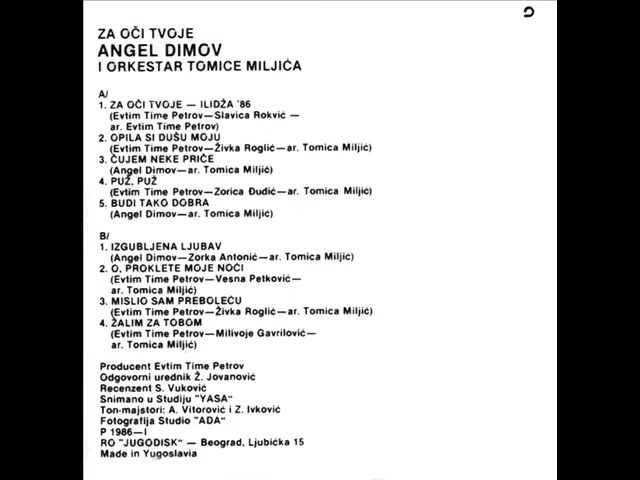 ZA OČI TVOJE
ANGEL DIMOV
I ORKESTAR TOMICE MILJIĆA
A/
1. ZA OČI TVOJE — ILIDŽA '86
(Evtim Time Petrov—Slavica Rokvić —
ar. Evtim Time Petrov)
2. OPILA SI DUŠU MOJU
(Evtim Time Petrov—Živka Roglić—ar. Tomica Miljić)
3. ČUJEM NEKE PRIČE
(Angel Dimov—ar. Tomica Miljić)
4. PUŽ, PUŽ
(Evtim Time Petrov—Zorica Đudić—ar. Tomica Miljić)
5. BUDI TAKO DOBRA
(Angel Dimov—ar. Tomica Miljić)
B/
1. IZGUBLJENA LJUBAV
(Angel Dimov—Zorka Antonić—ar. Tomica Miljić)
2. O, PROKLETE MOJE NOĆI
(Evtim Time Petrov—Vesna Petković—
ar. Tomica Miljić)
3. MISLIO SAM PREBOLEĆU
(Evtim Time Petrov—Živka Roglić—ar. Tomica Miljić)
4. ŽALIM ZA TOBOM
(Evtim Time Petrov—Milivoje Gavrilović—
ar. Tomica Miljić)
Producent Evtim Time Petrov
Odgovorni urednik Ž. Jovanović
Recenzent S. Vuković
Snimano u Studiju "YASA"
Ton-majstori: A. Vitorović i Z. Ivković
Fotografija Studio "ADA"
P 1986—I
RO "JUGODISK" — Beograd, Ljubićka 15
Made in Yugoslavia